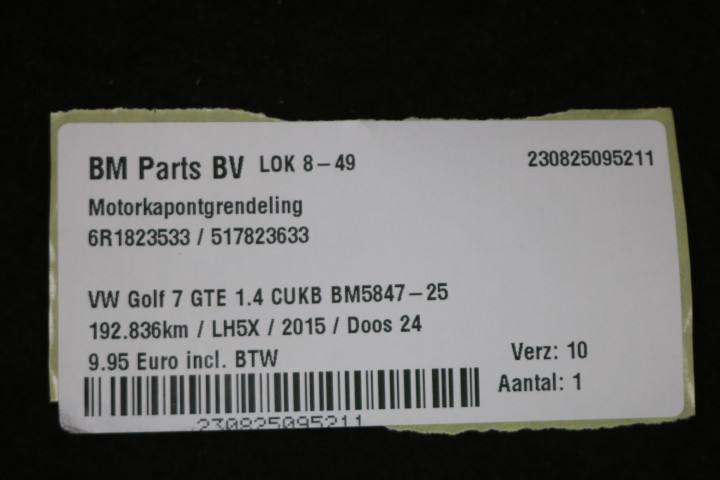 BM Parts BV LOK 8-49 230825095211
Motorkapontgrendeling
6R1823533 / 517823633
VW Golf 7 GTE 1.4 CUKB BM5847-25
192.836km / LH5X / 2015 / Doos 24
9.95 Euro incl. BTW Verz: 10
Aantal: 1
230825095211